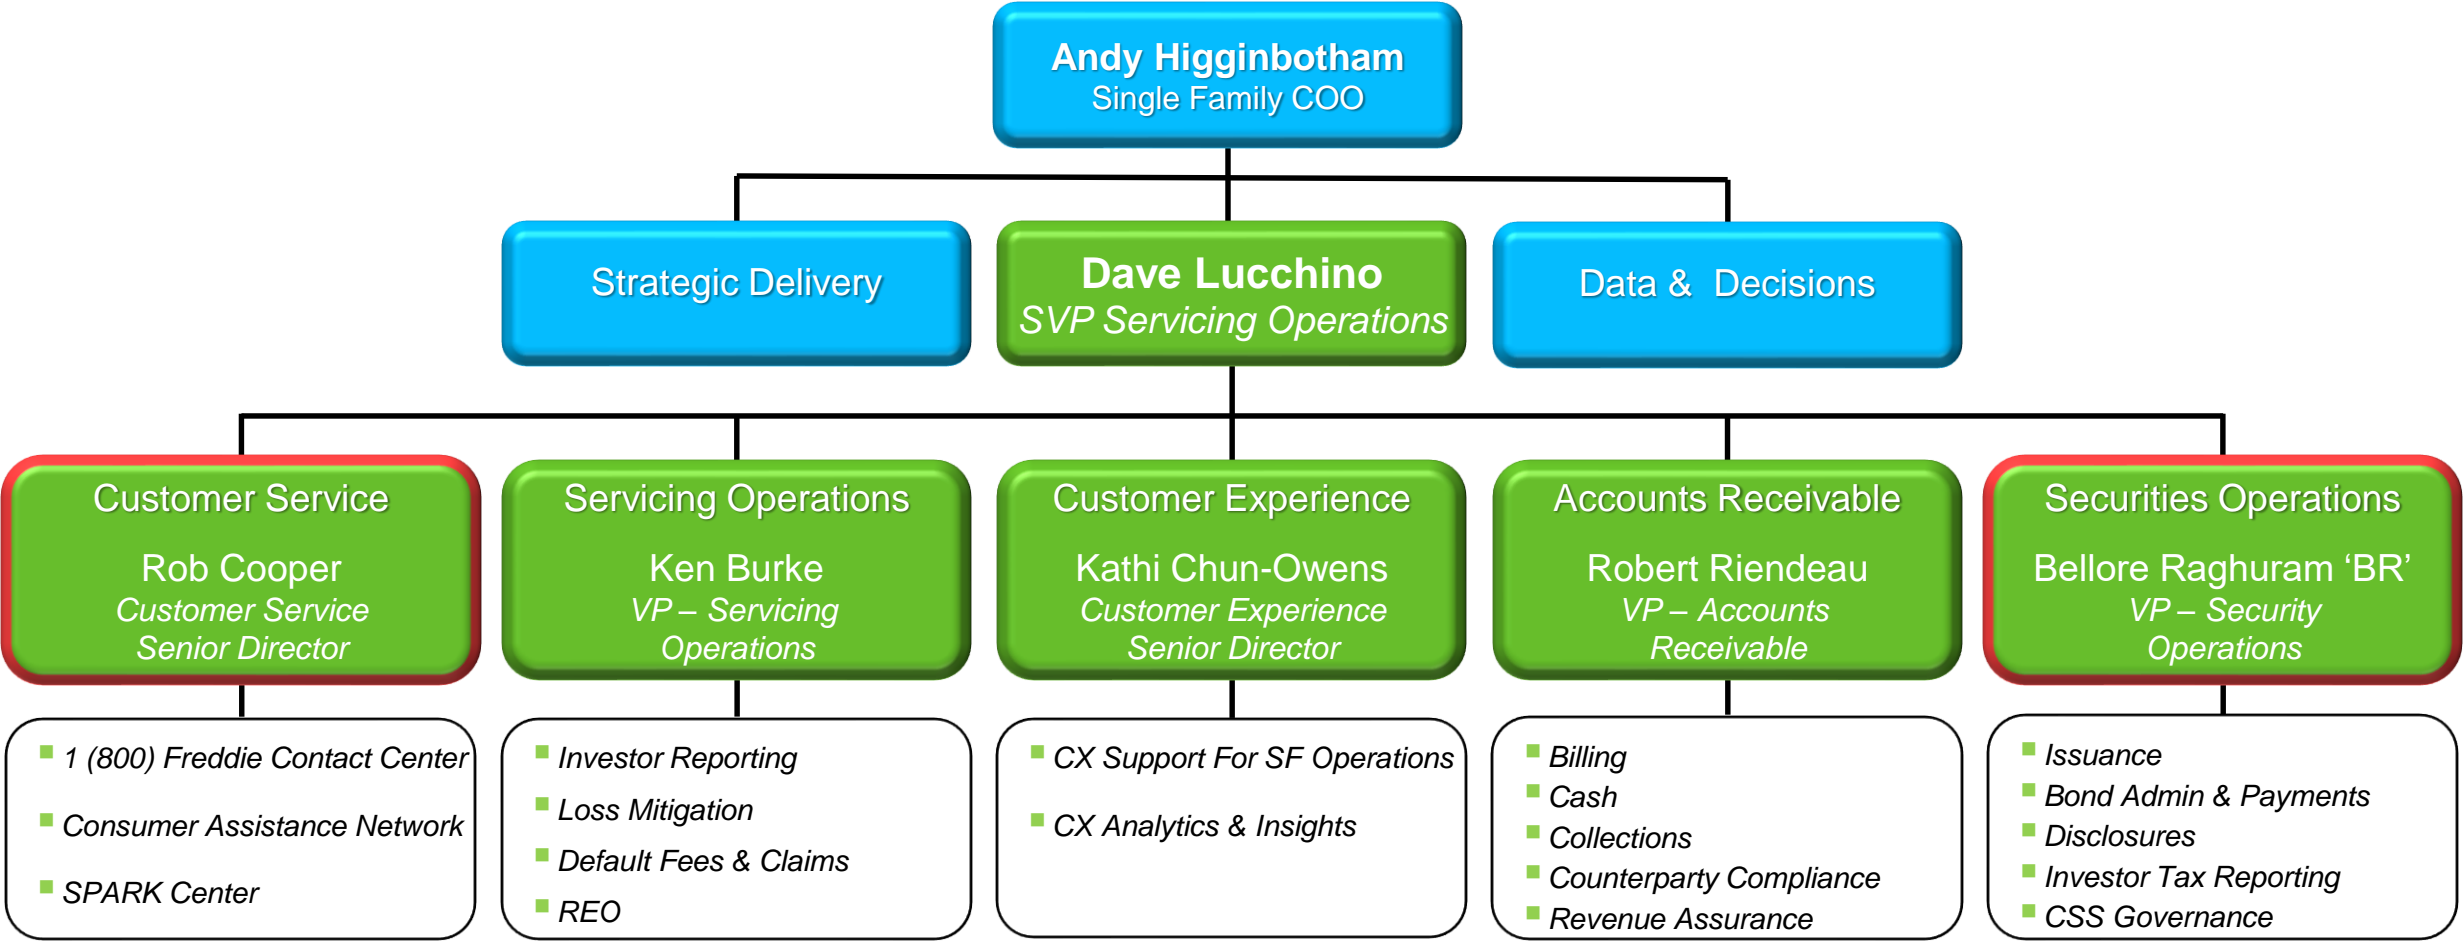 Andy Higginbotham
Single Family COO
Strategic Delivery
Dave Lucchino
SVP Servicing Operations
Data & Decisions
Customer Service
Rob Cooper
Customer Service
Senior Director
Servicing Operations
Ken Burke
VP – Servicing
Operations
Customer Experience
Kathi Chun-Owens
Customer Experience
Senior Director
Accounts Receivable
Robert Riendeau
VP – Accounts
Receivable
Securities Operations
Bellore Raghuram ‘BR’
VP – Security
Operations
1 (800) Freddie Contact Center
Consumer Assistance Network
SPARK Center
Investor Reporting
Loss Mitigation
Default Fees & Claims
REO
CX Support For SF Operations
CX Analytics & Insights
Billing
Cash
Collections
Counterparty Compliance
Revenue Assurance
Issuance
Bond Admin & Payments
Disclosures
Investor Tax Reporting
CSS Governance